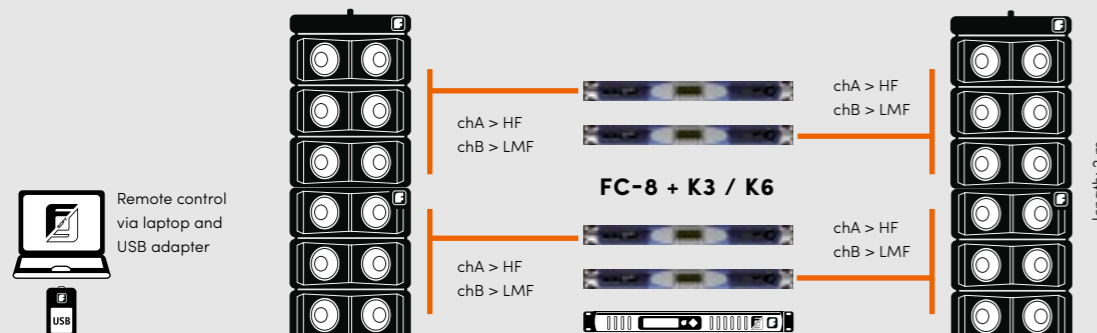 Remote control
via laptop and
USB adapter
USB
chA > HF
chB > LMF
chA > HF
chB > LMF
FC-8 + K3 / K6
chA > HF
chB > LMF
chA > HF
chB > LMF